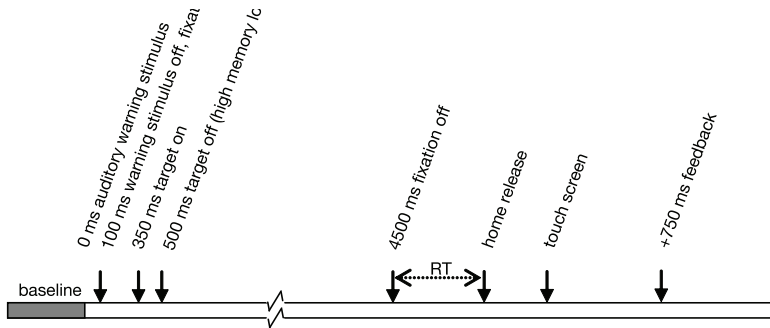 0 ms auditory warning stimulus
100 ms warning stimulus off,
350 ms target on
500 ms target off (high memory
4500 ms fixation off
home release
touch screen
+750 ms feedback
RT
baseline